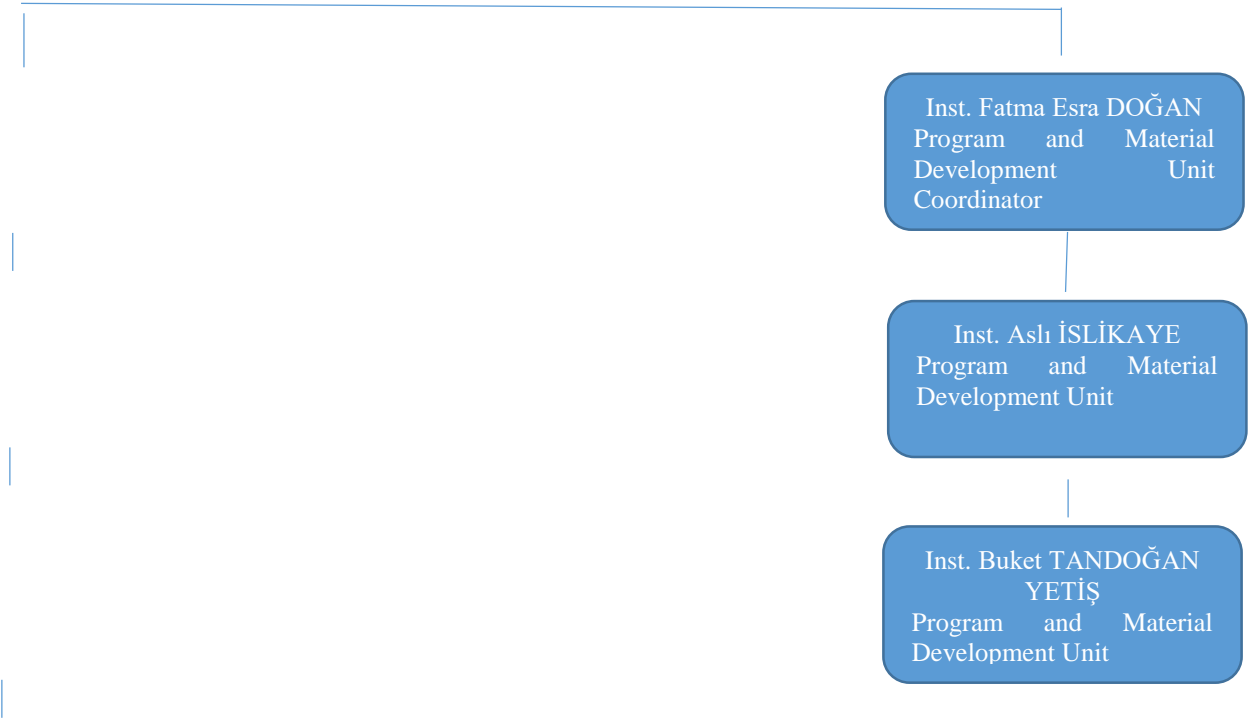 Inst. Fatma Esra DOĞAN
Program and Material
Development Unit
Coordinator
Inst. Aslı İSLİKAYE
Program and Material
Development Unit
Inst. Buket TANDOĞAN
YETİŞ
Program and Material
Development Unit